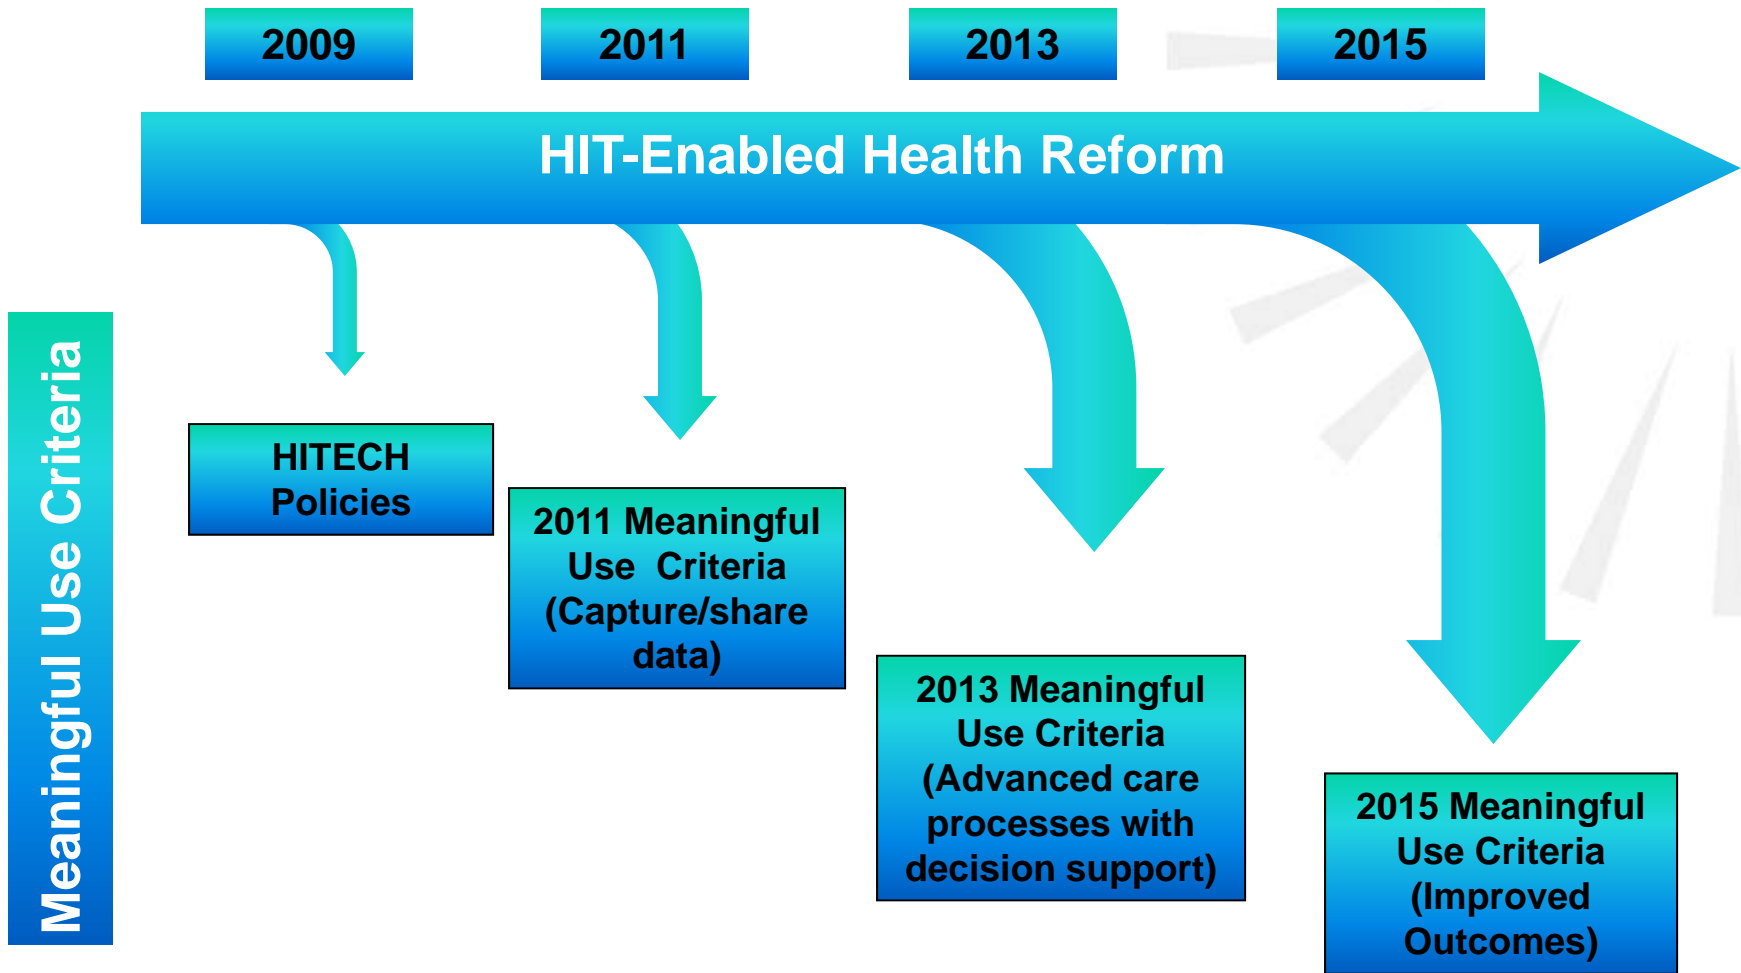 2009
2011
2013
2015
HIT-Enabled Health Reform
Meaningful Use Criteria
HITECH
Policies
2011 Meaningful
Use Criteria
(Capture/share
data)
2013 Meaningful
Use Criteria
(Advanced care
processes with
decision support)
2015 Meaningful
Use Criteria
(Improved
Outcomes)